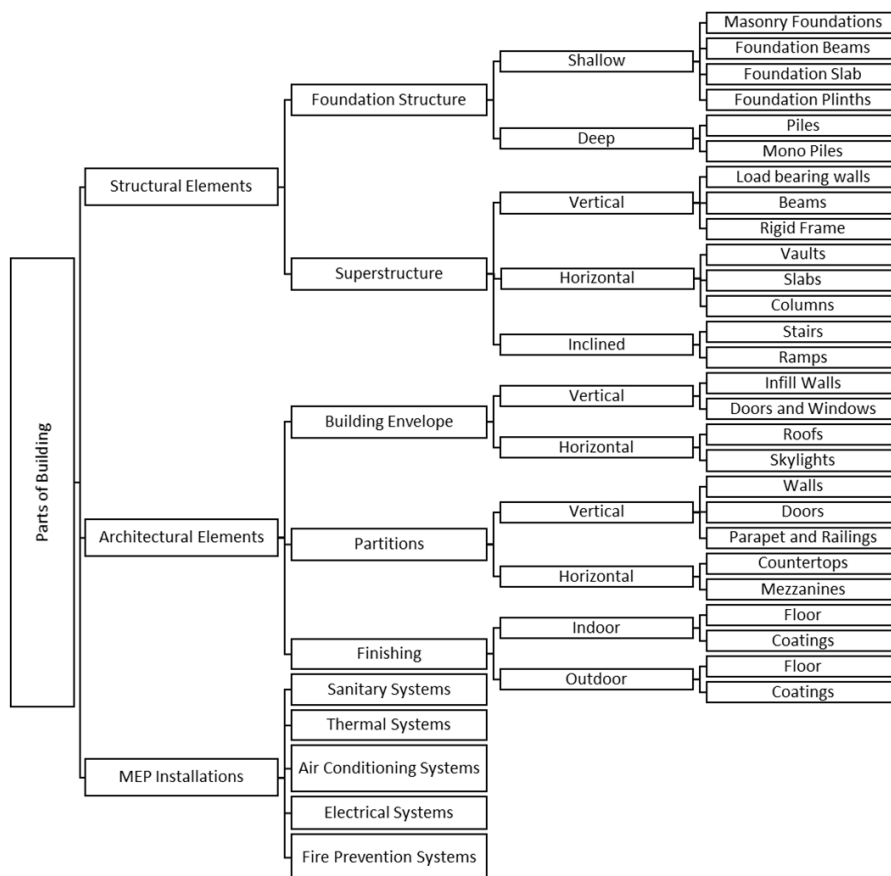 Parts of Building
Structural Elements
Foundation Structure
Shallow
Masonry Foundations
Foundation Beams
Foundation Slab
Foundation Plinths
Deep
Piles
Mono Piles
Superstructure
Vertical
Load bearing walls
Beams
Rigid Frame
Horizontal
Vaults
Slabs
Columns
Inclined
Stairs
Ramps
Architectural Elements
Building Envelope
Vertical
Infill Walls
Doors and Windows
Horizontal
Roofs
Skylights
Partitions
Vertical
Walls
Doors
Parapet and Railings
Horizontal
Countertops
Mezzanines
Finishing
Indoor
Floor
Coatings
Outdoor
Floor
Coatings
MEP Installations
Sanitary Systems
Thermal Systems
Air Conditioning Systems
Electrical Systems
Fire Prevention Systems